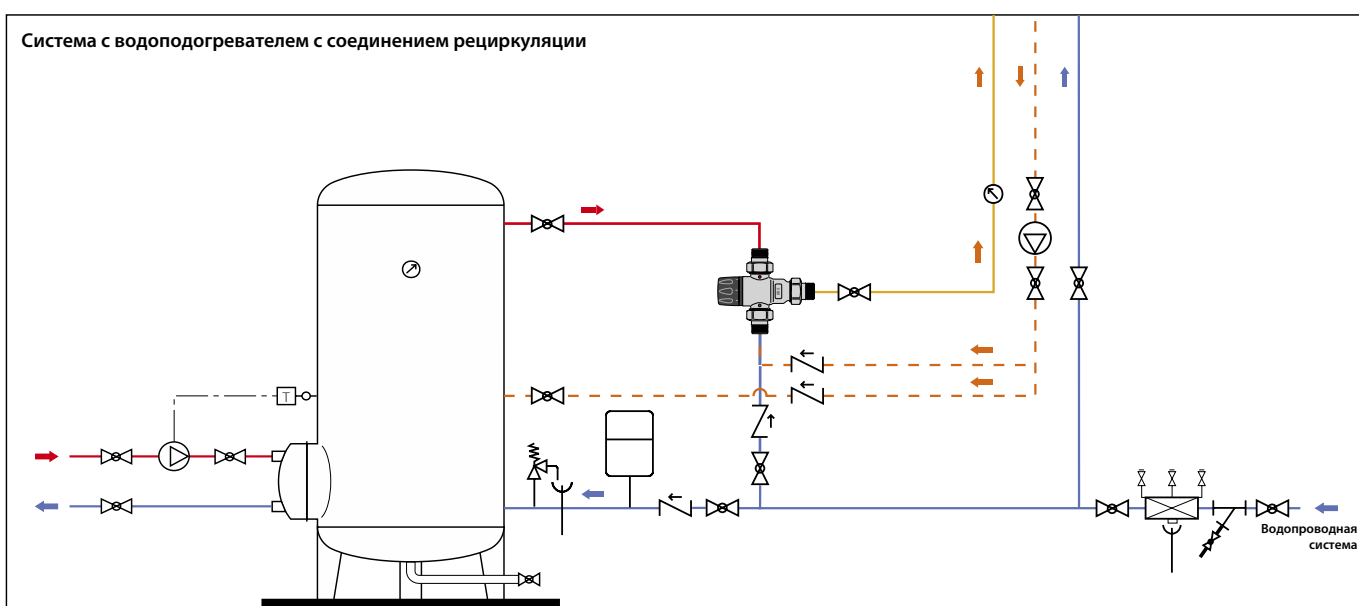 Система с водоподогревателем с соединением рециркуляции
T
Водопроводная
система